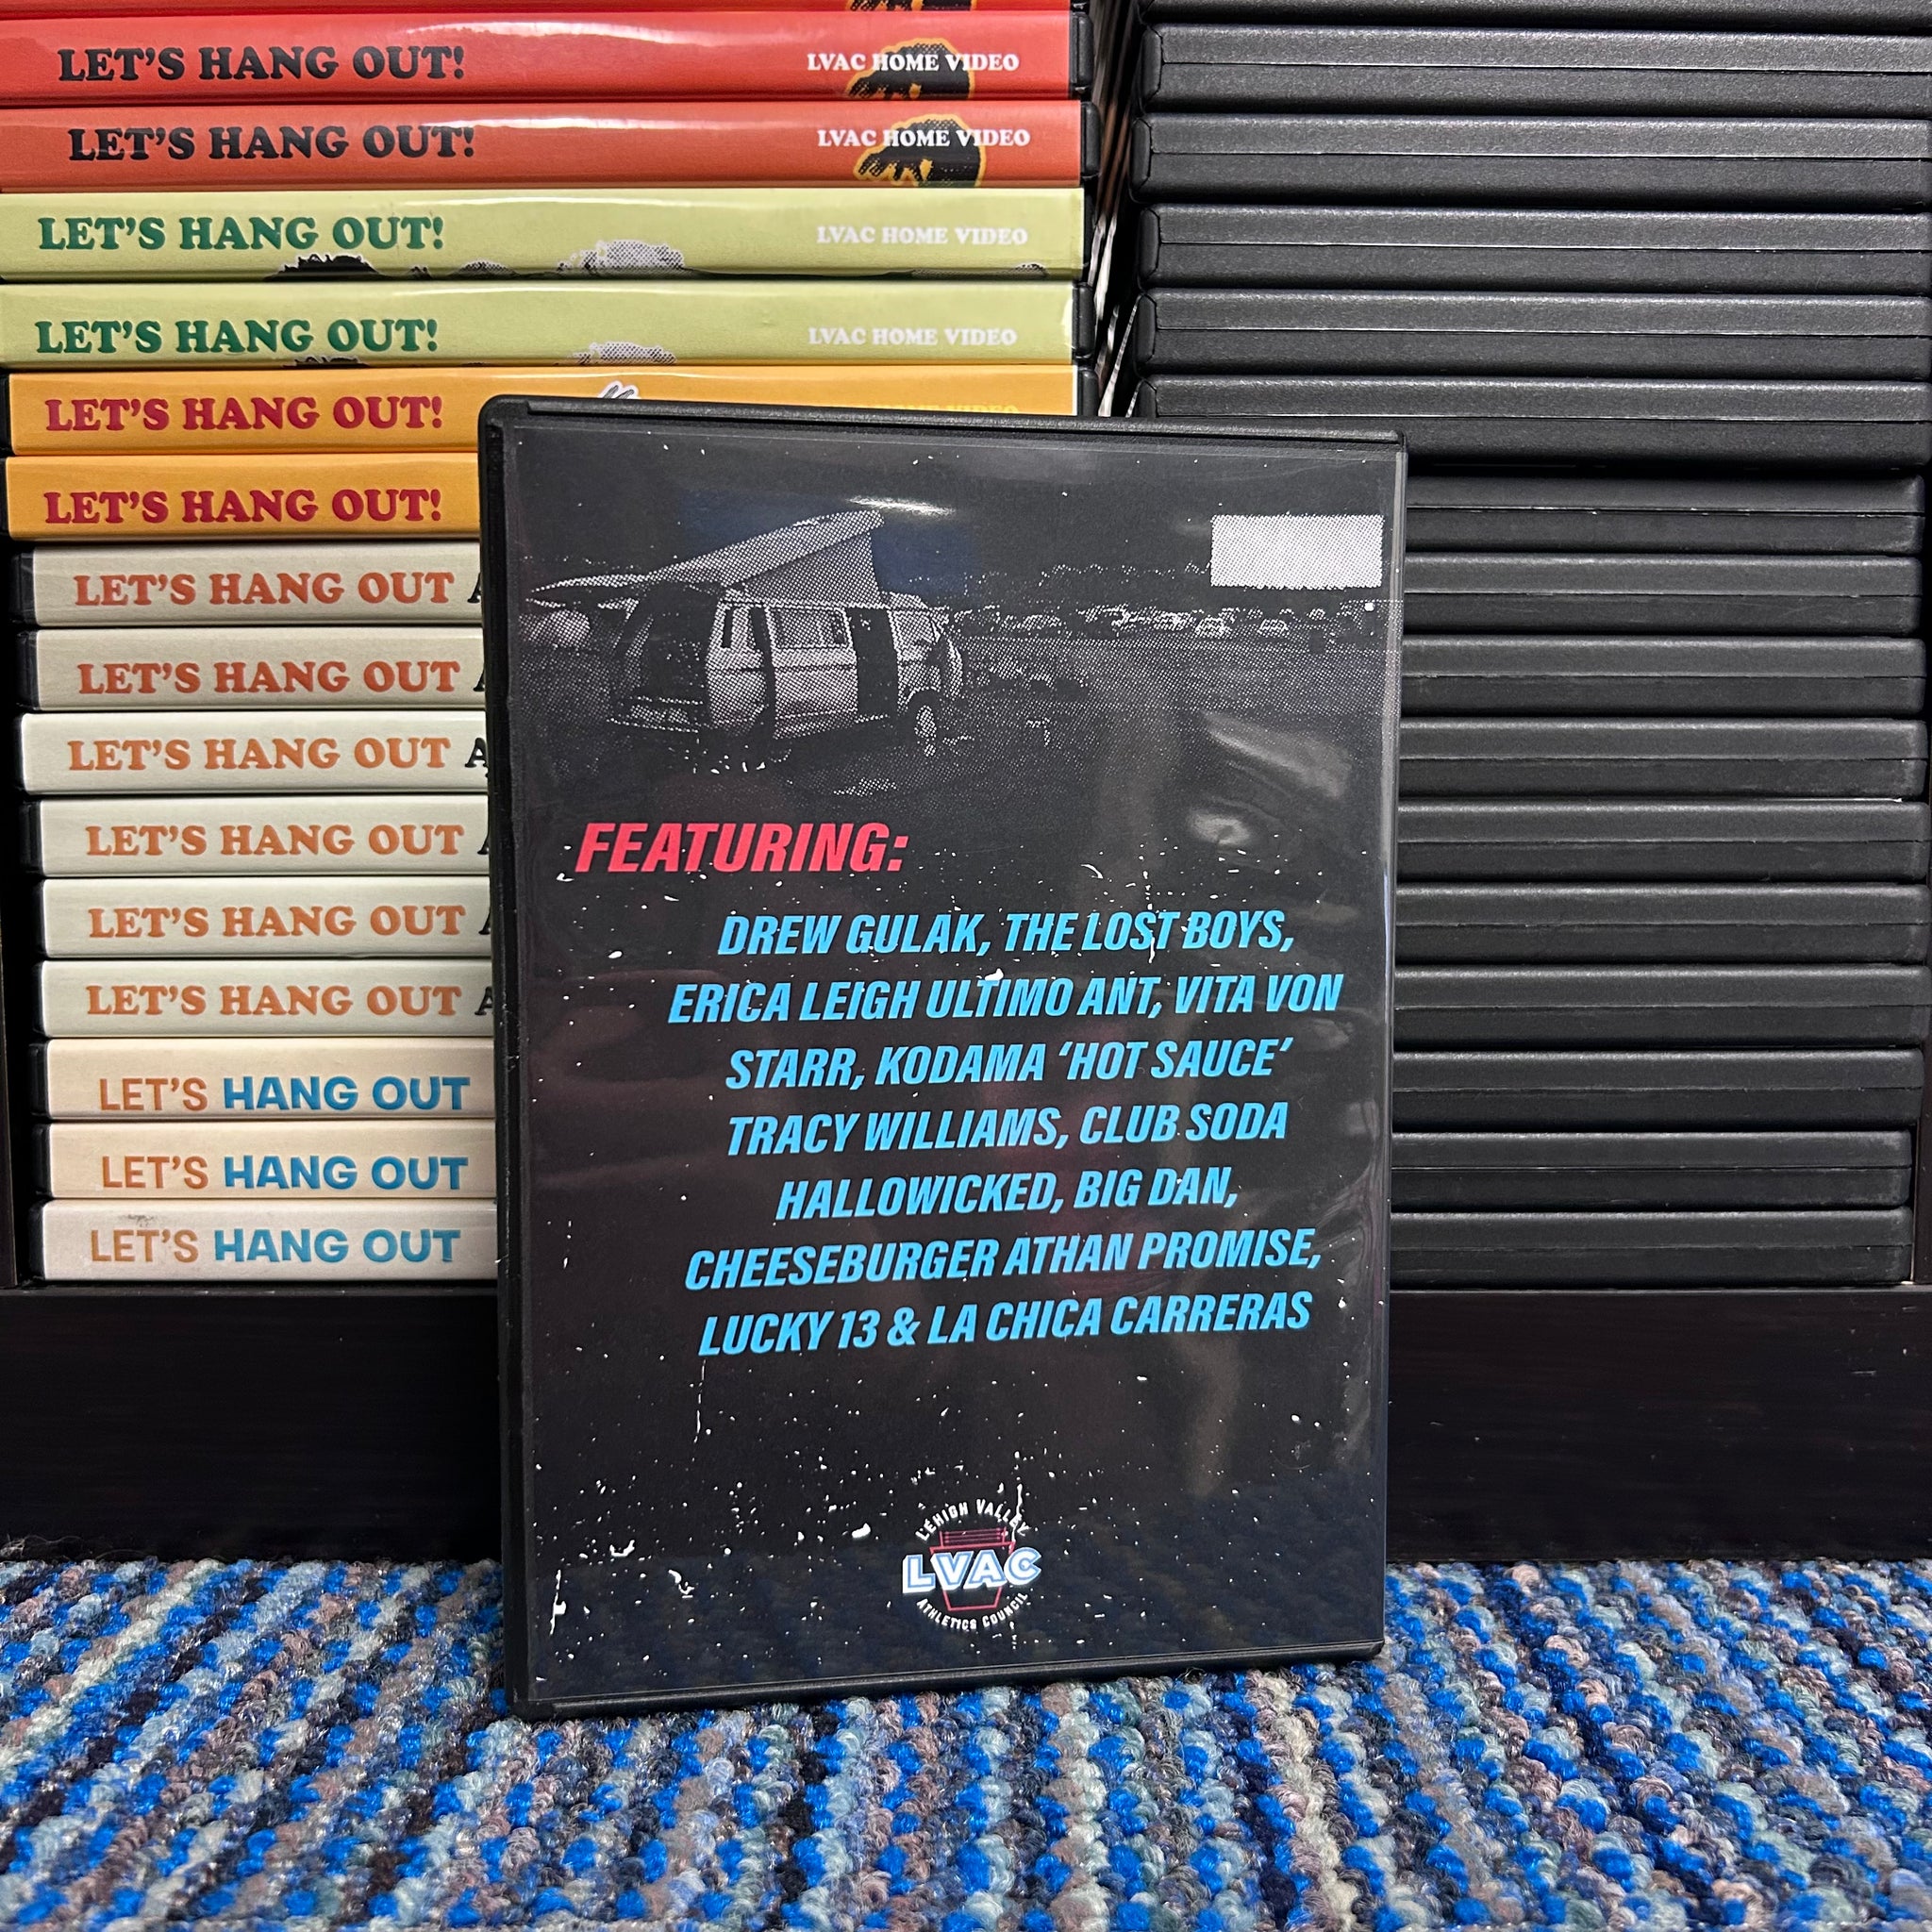 LET'S HANG OUT! LVAC HOME VIDEO
LET'S HANG OUT! LVAC HOME VIDEO
LET'S HANG OUT! LVAC HOME VIDEO
LET'S HANG OUT! LVAC HOME VIDEO
LET'S HANG OUT! VIDEO
LET'S HANG OUT!
LET'S HANG OUT
LET'S HANG OUT
LET'S HANG OUT
LET'S HANG OUT
LET'S HANG OUT
LET'S HANG OUT
LET'S HANG OUT
LET'S HANG OUT
LET'S HANG OUT
FEATURING:
DREW GULAK, THE LOST BOYS,
ERICA LEIGH ULTIMO ANT, VITA VON
STARR, KODAMA ‘HOT SAUCE’
TRACY WILLIAMS, CLUB SODA
HALLOWICKED, BIG DAN,
CHEESEBURGER ATHAN PROMISE,
LUCKY 13 & LA CHICA CARRERAS
LEHIGH VALLEY
LVAC
ATHLETICS COUNCIL